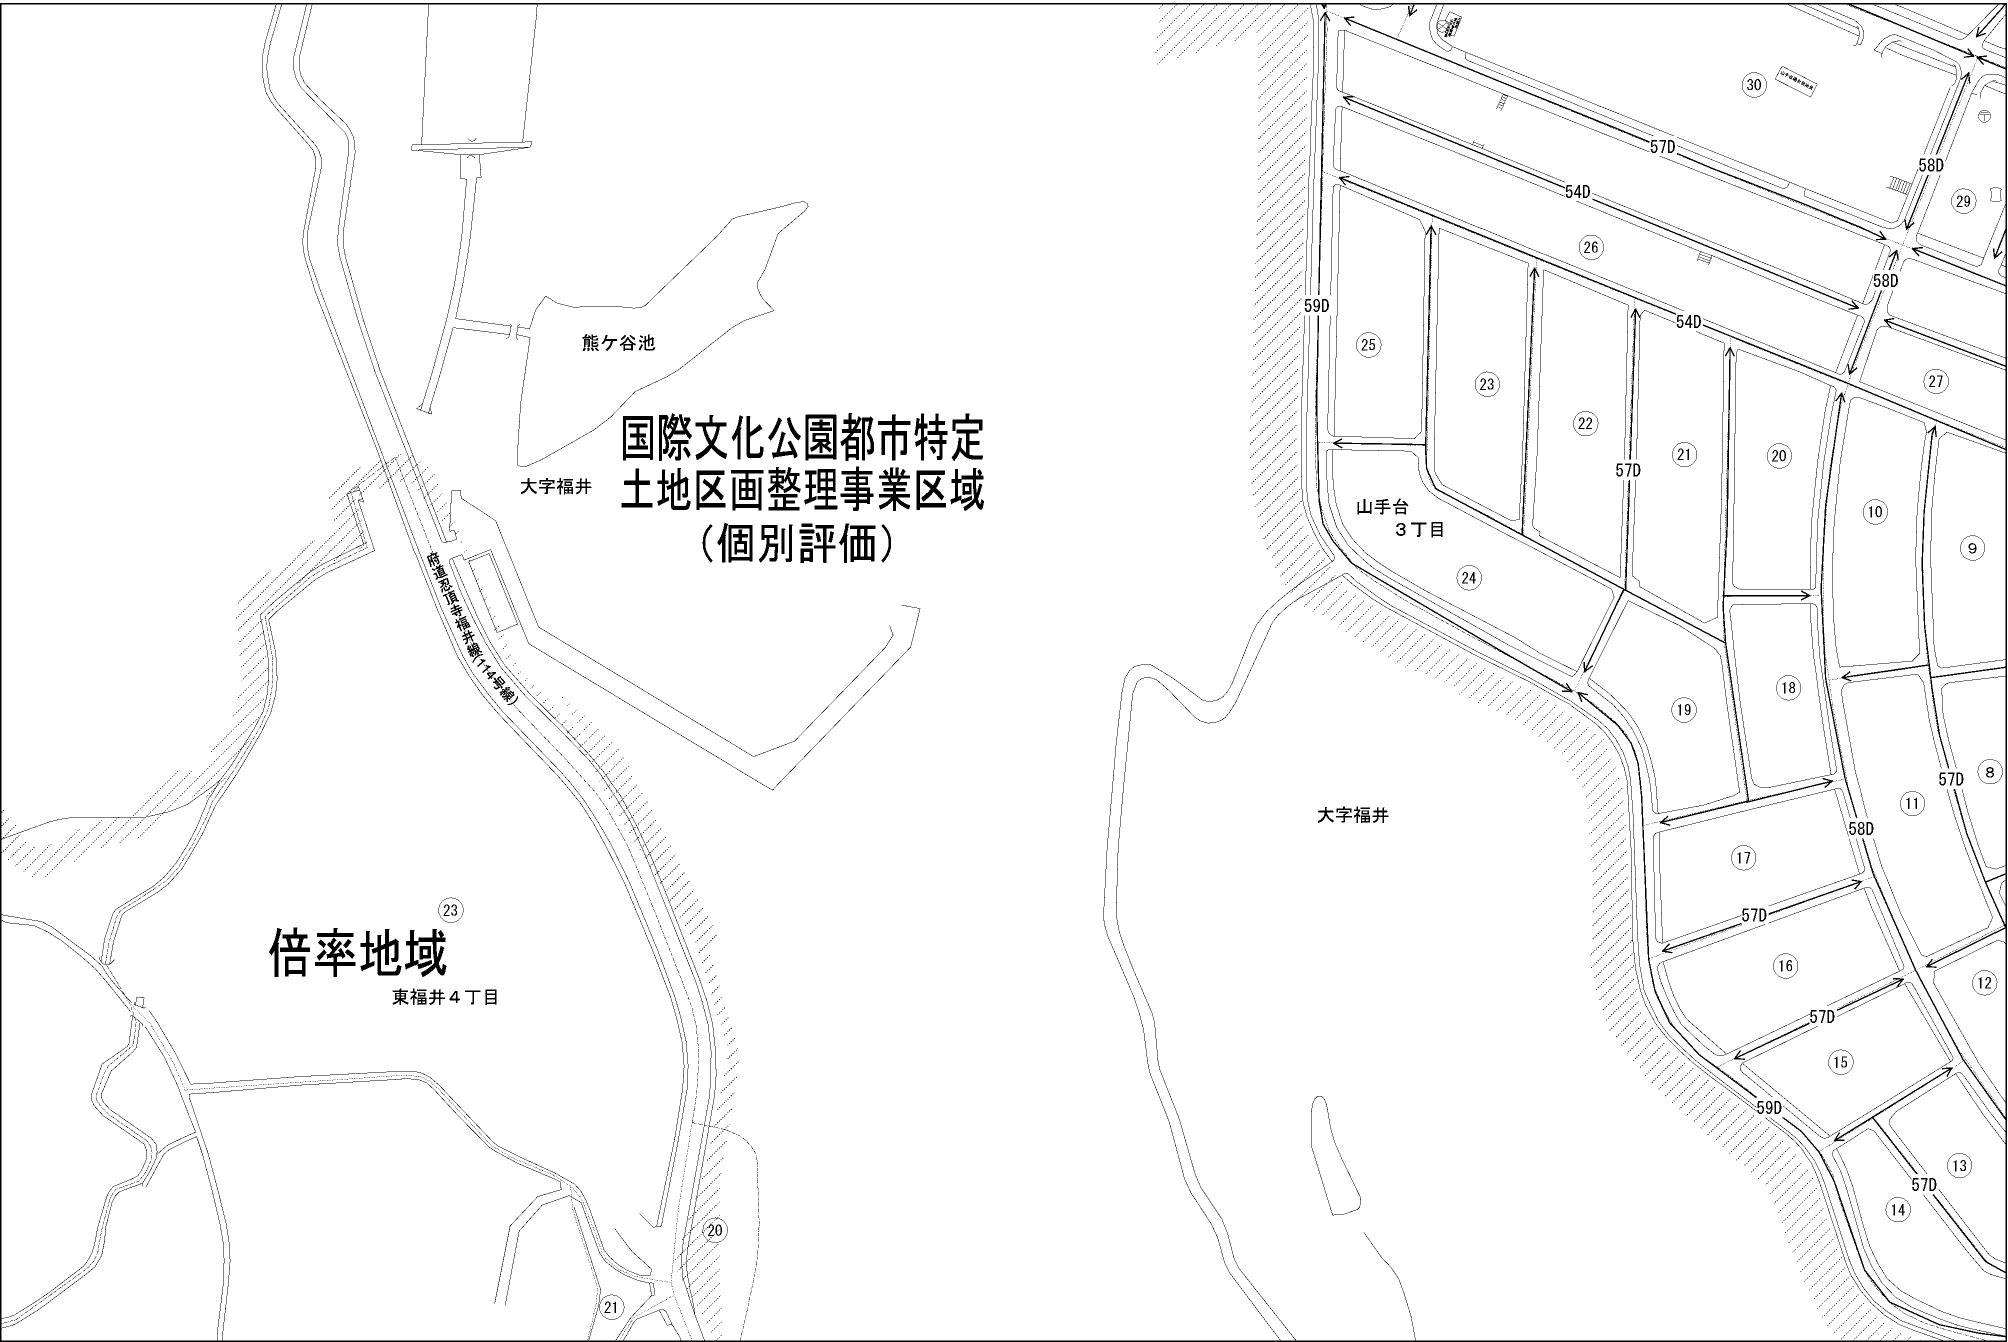 30
57D
58D
29
54D
26
58D
59D
54D
熊ケ谷池
25
27
23
国際文化公園都市特定
土地区画整理事業区域
（個別評価）
22
21
20
57D
大字福井
山手台
３丁目
10
9
24
府道忍頂寺福井線(114号線)
18
19
8
57D
11
大字福井
58D
17
23
57D
倍率地域
16
12
東福井４丁目
57D
15
59D
13
57D
14
20
21